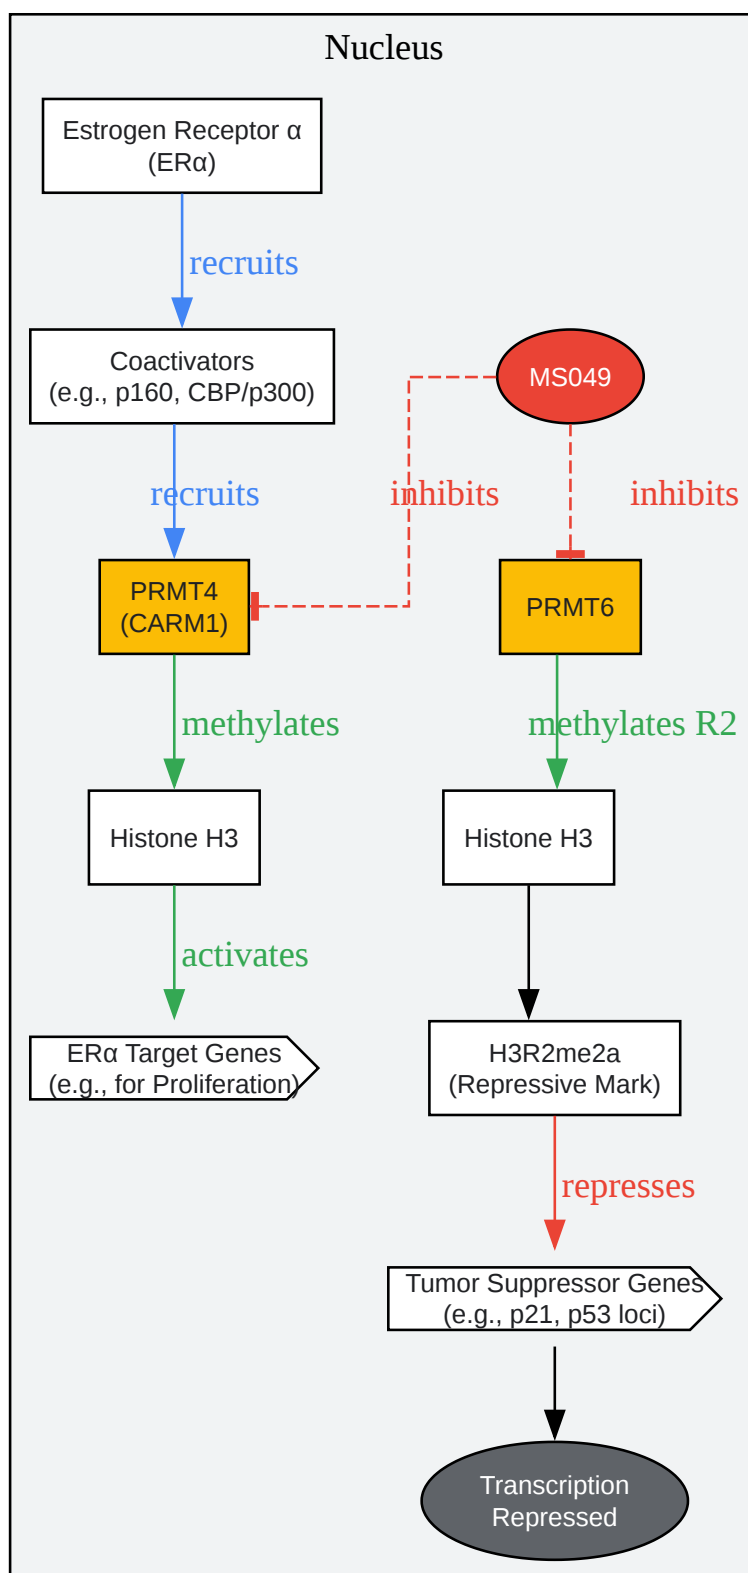 Nucleus
Estrogen Receptor α
(ERα)
recruits
Coactivators
(e.g., p160, CBP/p300)
MS049
recruits
inhibits
inhibits
PRMT4
(CARM1)
PRMT6
methylates
methylates R2
Histone H3
Histone H3
activates
ERα Target Genes
(e.g., for Proliferation)
H3R2me2a
(Repressive Mark)
represses
Tumor Suppressor Genes
(e.g., p21, p53 loci)
Transcription
Repressed